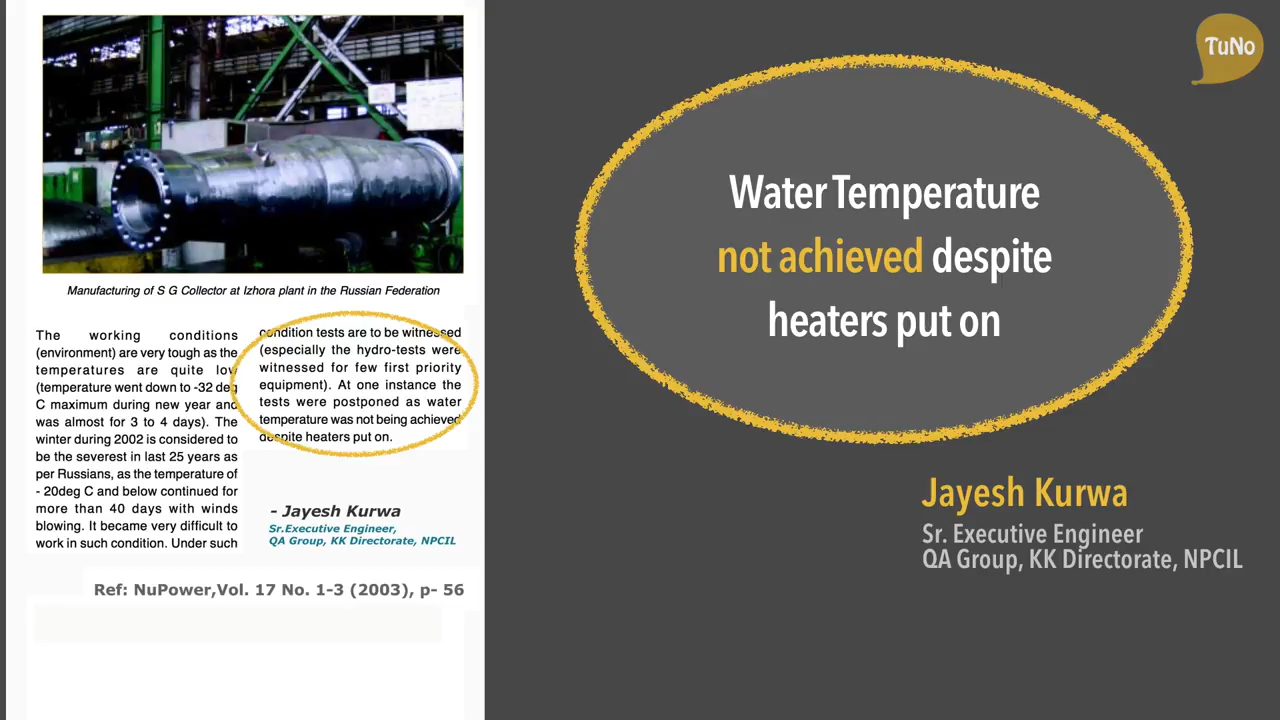 Manufacturing of S G Collector at Izhora plant in the Russian Federation
The working conditions
(environment) are very tough as the
temperatures are quite low
(temperature went down to -32 deg
C maximum during new year and
was almost for 3 to 4 days). The
winter during 2002 is considered to
be the severest in last 25 years as
per Russians, as the temperature of
- 20deg C and below continued for
more than 40 days with winds
blowing. It became very difficult to
work in such condition. Under such
condition tests are to be witnessed
(especially the hydro-tests were
witnessed for few first priority
equipment). At one instance the
tests were postponed as water
temperature was not being achieved
despite heaters put on.
- Jayesh Kurwa
Sr.Executive Engineer,
QA Group, KK Directorate, NPCIL
Ref: NuPower,Vol. 17 No. 1-3 (2003), p- 56
TuNo
Water Temperature
not achieved despite
heaters put on
Jayesh Kurwa
Sr. Executive Engineer
QA Group, KK Directorate, NPCIL